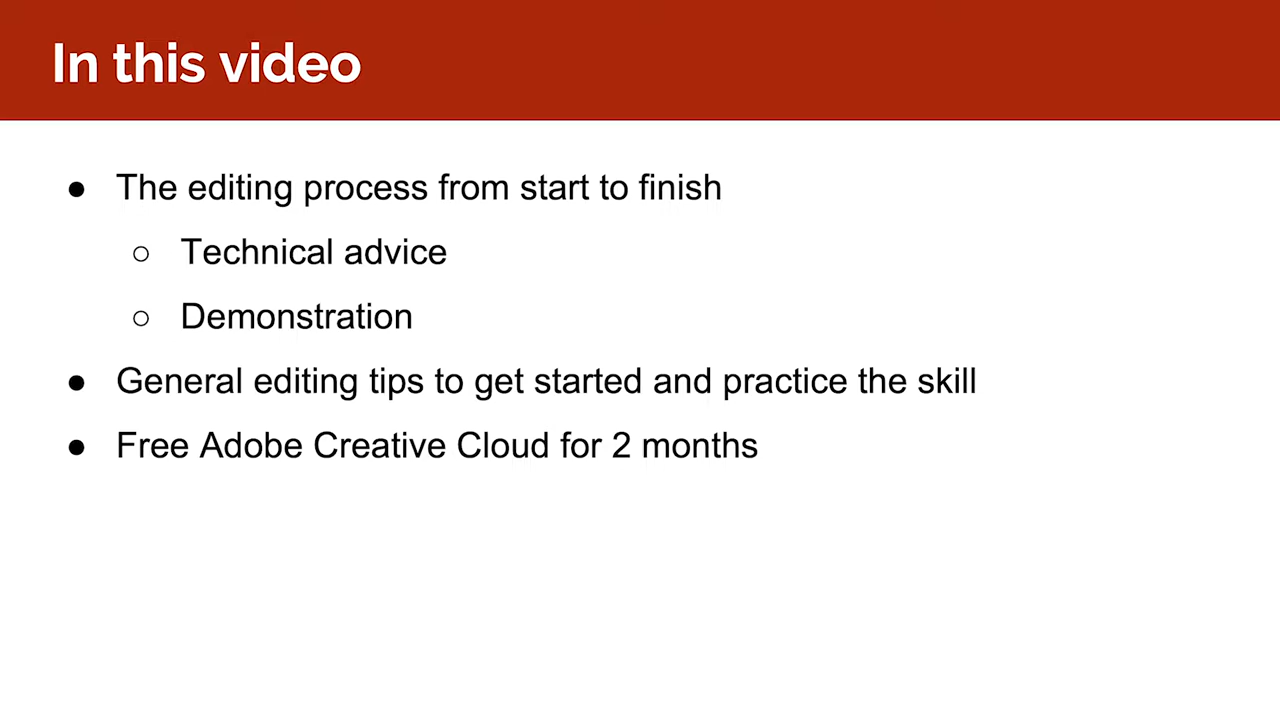 In this video
● The editing process from start to finish
○ Technical advice
○ Demonstration
● General editing tips to get started and practice the skill
● Free Adobe Creative Cloud for 2 months